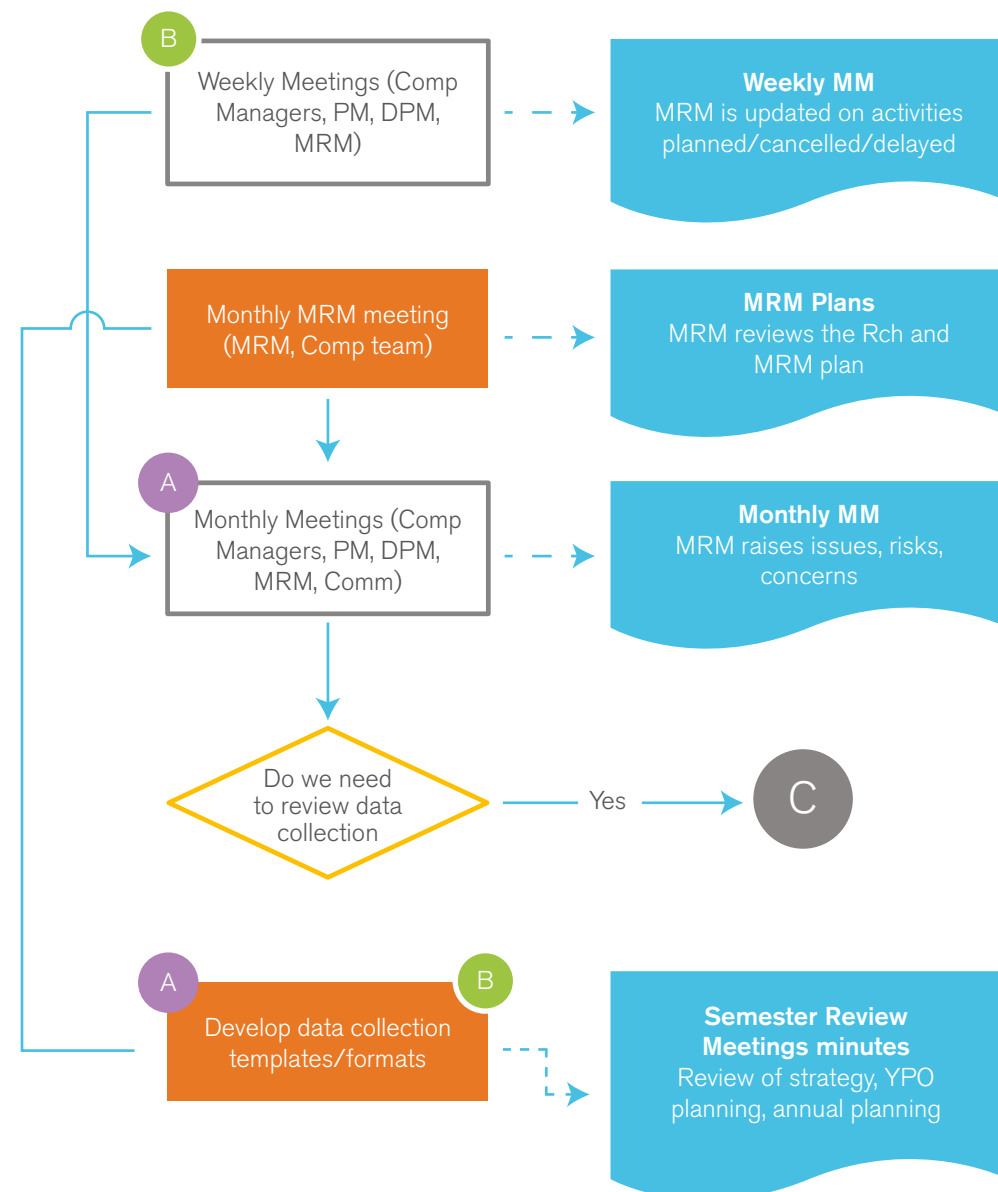 B
Weekly Meetings (Comp
Managers, PM, DPM,
MRM)
Weekly MM
MRM is updated on activities
planned/cancelled/delayed
Monthly MRM meeting
(MRM, Comp team)
MRM Plans
MRM reviews the Rch and
MRM plan
A
Monthly Meetings (Comp
Managers, PM, DPM,
MRM, Comm)
Monthly MM
MRM raises issues, risks,
concerns
Do we need
to review data
collection
Yes
C
A
B
Develop data collection
templates/formats
Semester Review
Meetings minutes
Review of strategy, YPO
planning, annual planning